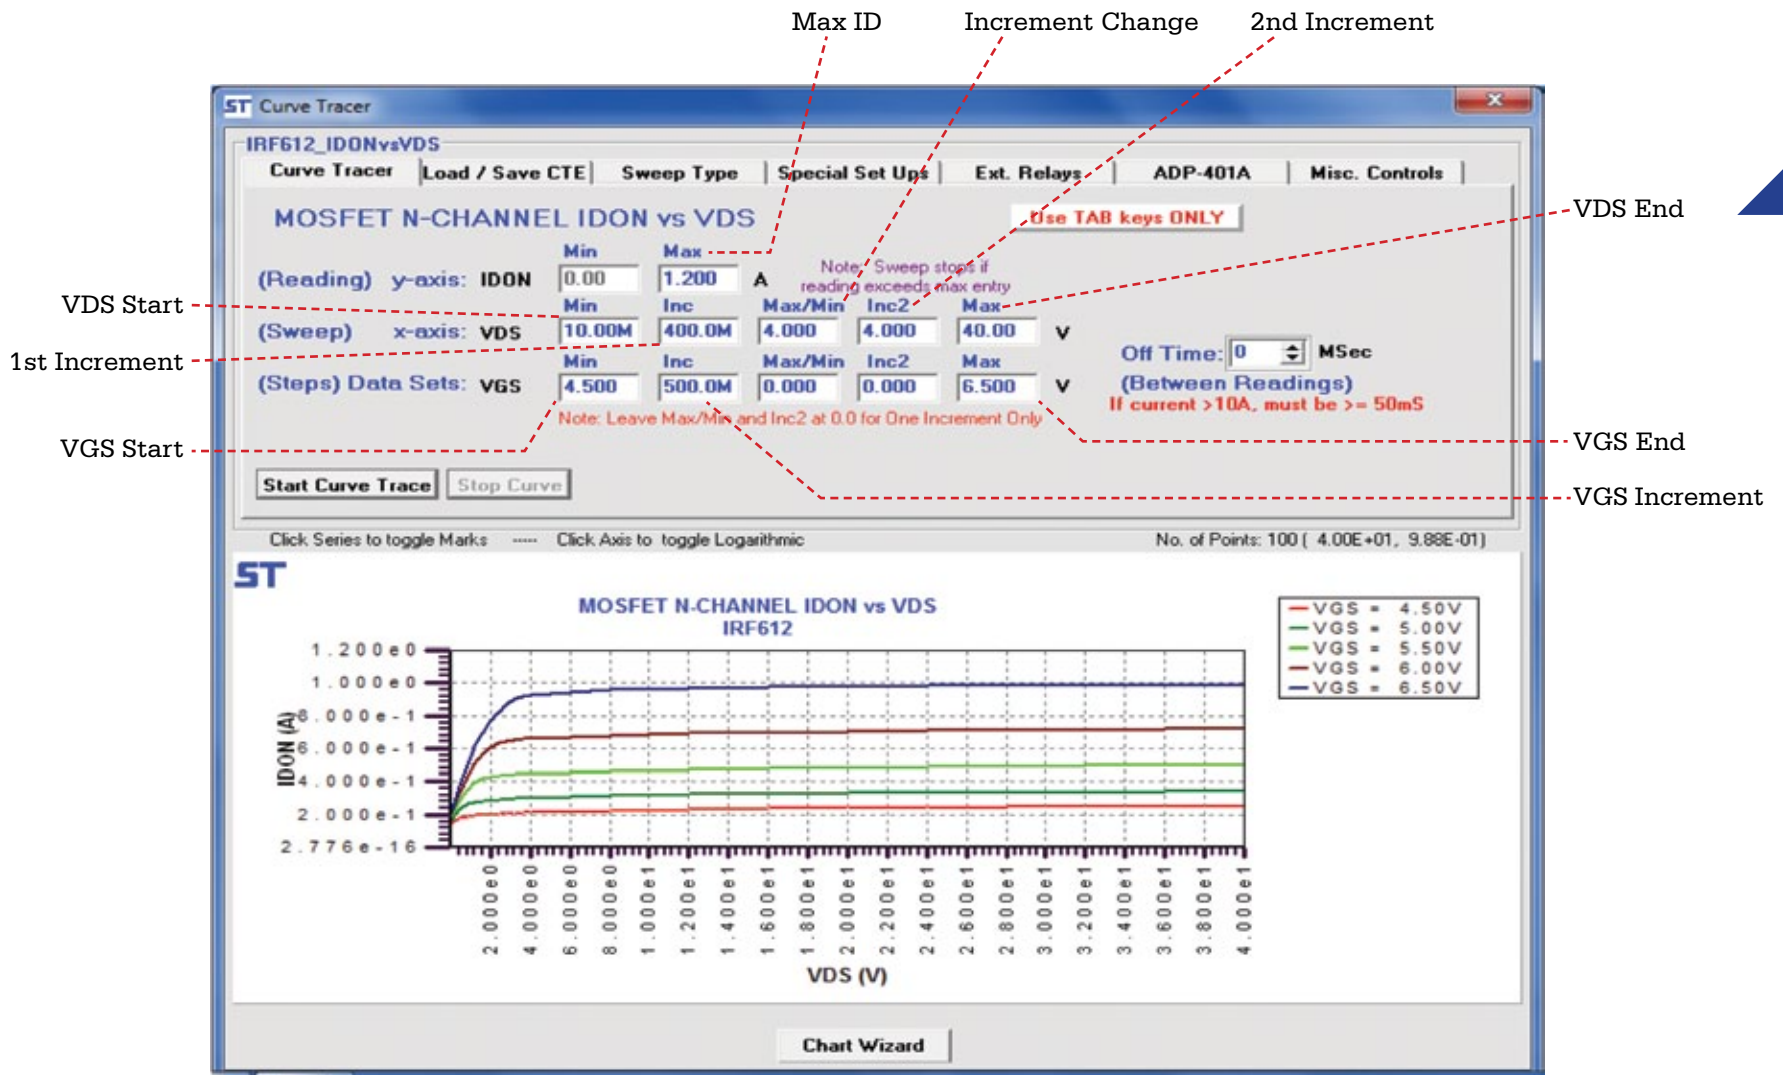 Max ID Increment Change 2nd Increment
ST Curve Tracer
IRF612_IDONvsVDS
Curve Tracer Load / Save CTE Sweep Type Special Set Ups Ext. Relays ADP-401A Misc. Controls
MOSFET N-CHANNEL IDON vs VDS Use TAB keys ONLY
VDS End
Min Max
(Reading) y-axis: IDON 0.00 1.200 A
Note: Sweep stops if
reading exceeds max entry
VDS Start
Min Inc Max/Min Inc2 Max
(Sweep) x-axis: VDS 10.00M 400.0M 4.000 4.000 40.00 V
1st Increment
Off Time: 0 MSec
Min Inc Max/Min Inc2 Max
(Steps) Data Sets: VGS 4.500 500.0M 0.000 0.000 6.500 V
(Between Readings)
If current >10A, must be >= 50mS
Note: Leave Max/Min and Inc2 at 0.0 for One Increment Only
VGS Start
VGS End
Start Curve Trace Stop Curve
VGS Increment
Click Series to toggle Marks ----- Click Axis to toggle Logarithmic No. of Points: 100 ( 4.00E+01, 9.88E-01)
ST
MOSFET N-CHANNEL IDON vs VDS
IRF612
VGS = 4.50V
VGS = 5.00V
VGS = 5.50V
VGS = 6.00V
VGS = 6.50V
1.200e0
1.000e0
8.000e-1
6.000e-1
4.000e-1
2.000e-1
2.776e-16
IDON (A)
2.000e0 4.000e0 6.000e0 8.000e0 1.000e1 1.200e1 1.400e1 1.600e1 1.800e1 2.000e1 2.200e1 2.400e1 2.600e1 2.800e1 3.000e1 3.200e1 3.400e1 3.600e1 3.800e1 4.000e1
VDS (V)
Chart Wizard